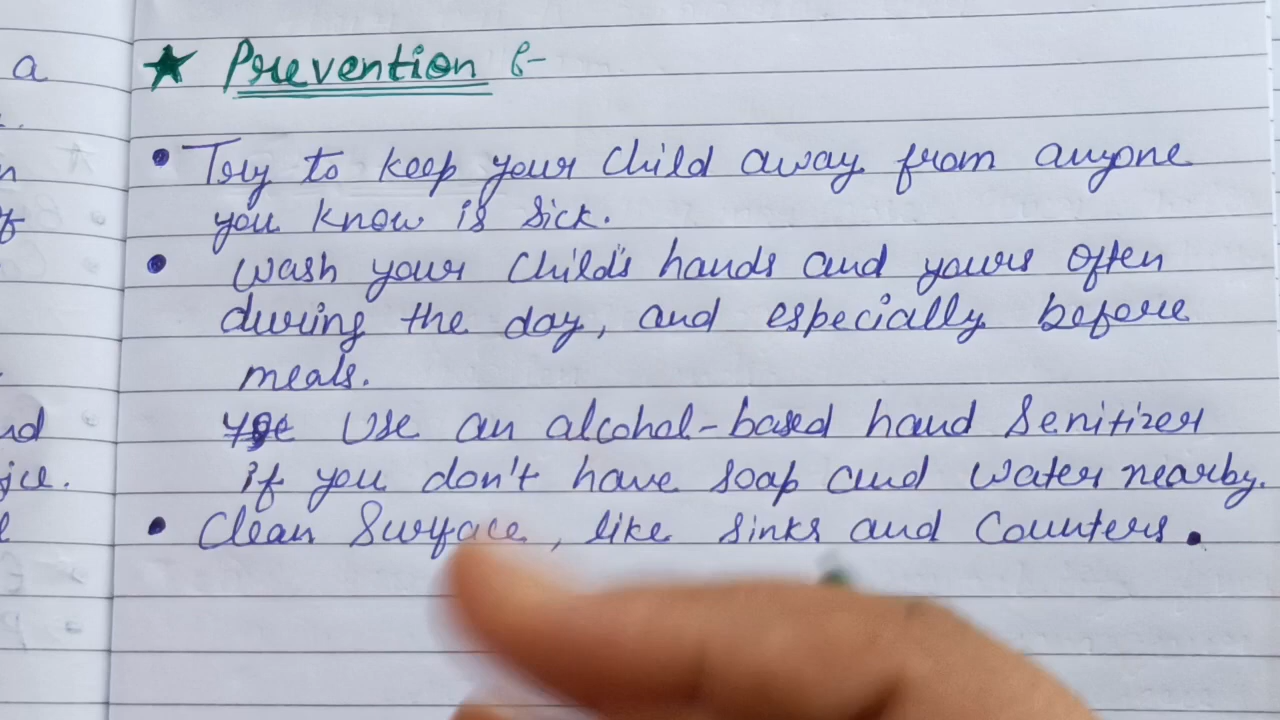 ★ Prevention :-
• Try to keep your child away from anyone
you know is sick.
• Wash your child's hands and yours often
during the day, and especially before
meals.
Use an alcohol-based hand Senitizer
if you don't have soap and water nearby.
• Clean Surface, like sinks and Counters.
a